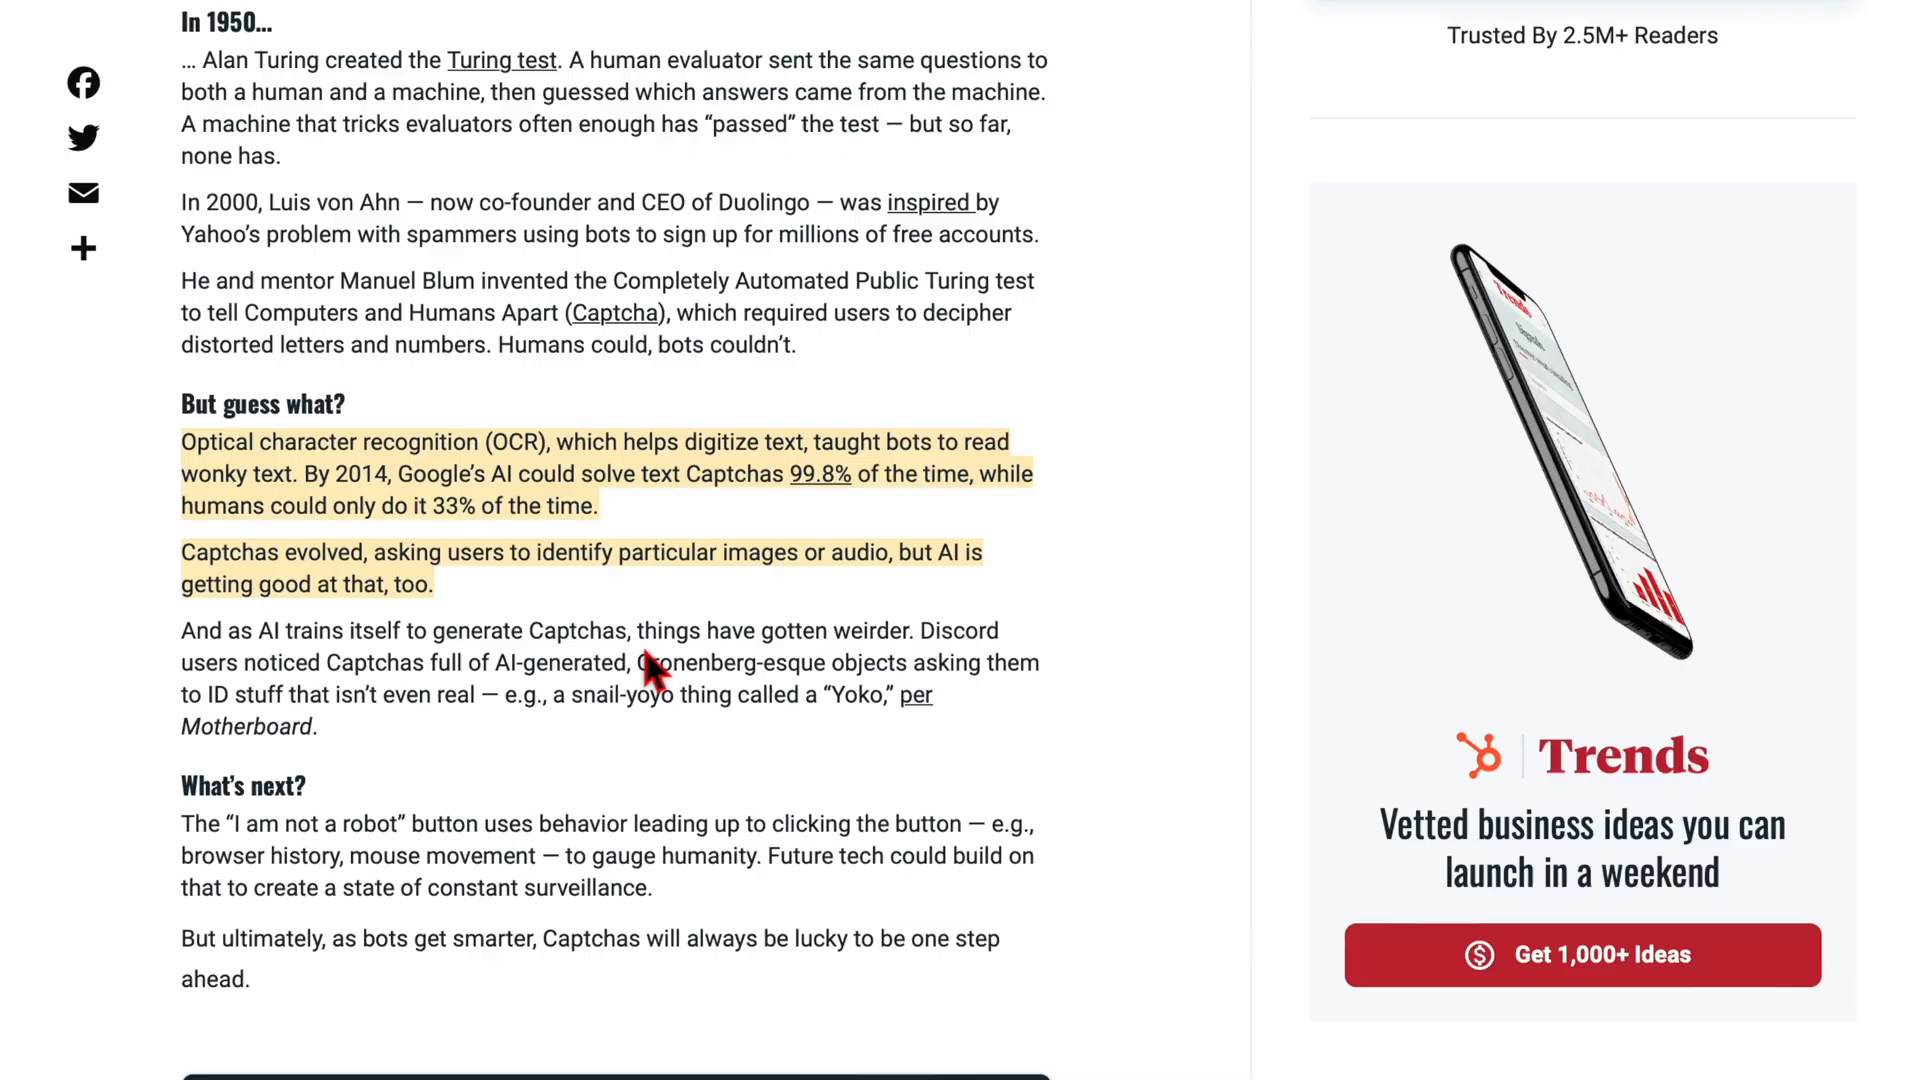 In 1950...
... Alan Turing created the Turing test. A human evaluator sent the same questions to
both a human and a machine, then guessed which answers came from the machine.
A machine that tricks evaluators often enough has “passed” the test — but so far,
none has.
In 2000, Luis von Ahn — now co-founder and CEO of Duolingo — was inspired by
Yahoo’s problem with spammers using bots to sign up for millions of free accounts.
He and mentor Manuel Blum invented the Completely Automated Public Turing test
to tell Computers and Humans Apart (Captcha), which required users to decipher
distorted letters and numbers. Humans could, bots couldn’t.
But guess what?
Optical character recognition (OCR), which helps digitize text, taught bots to read
wonky text. By 2014, Google’s AI could solve text Captchas 99.8% of the time, while
humans could only do it 33% of the time.
Captchas evolved, asking users to identify particular images or audio, but AI is
getting good at that, too.
And as AI trains itself to generate Captchas, things have gotten weirder. Discord
users noticed Captchas full of AI-generated, Cronenberg-esque objects asking them
to ID stuff that isn’t even real — e.g., a snail-yoyo thing called a “Yoko,” per
Motherboard.
What’s next?
The “I am not a robot” button uses behavior leading up to clicking the button — e.g.,
browser history, mouse movement — to gauge humanity. Future tech could build on
that to create a state of constant surveillance.
But ultimately, as bots get smarter, Captchas will always be lucky to be one step
ahead.
Trusted By 2.5M+ Readers
Trends
Trends
Vetted business ideas you can
launch in a weekend
Get 1,000+ Ideas